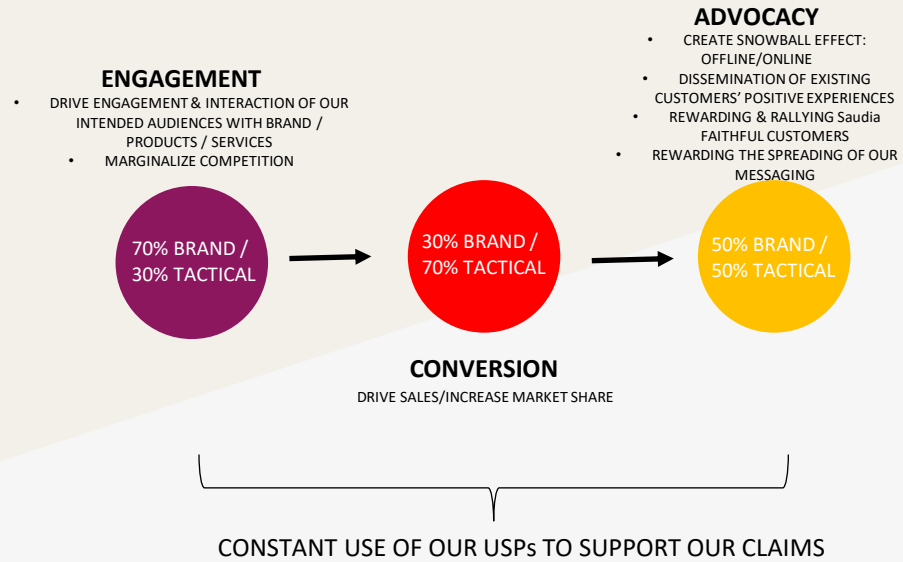 ENGAGEMENT
• DRIVE ENGAGEMENT & INTERACTION OF OUR
INTENDED AUDIENCES WITH BRAND /
PRODUCTS / SERVICES
• MARGINALIZE COMPETITION
70% BRAND /
30% TACTICAL
30% BRAND /
70% TACTICAL
CONVERSION
DRIVE SALES/INCREASE MARKET SHARE
ADVOCACY
• CREATE SNOWBALL EFFECT:
OFFLINE/ONLINE
• DISSEMINATION OF EXISTING
CUSTOMERS’ POSITIVE EXPERIENCES
• REWARDING & RALLYING Saudia
FAITHFUL CUSTOMERS
• REWARDING THE SPREADING OF OUR
MESSAGING
50% BRAND /
50% TACTICAL
CONSTANT USE OF OUR USPs TO SUPPORT OUR CLAIMS